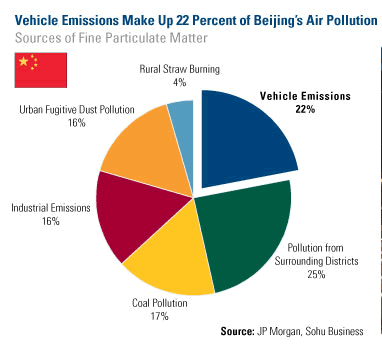 Vehicle Emissions Make Up 22 Percent of Beijing's Air Pollution
Sources of Fine Particulate Matter
Rural Straw Burning
4%
Vehicle Emissions
22%
Urban Fugitive Dust Pollution
16%
Industrial Emissions
16%
Pollution from
Surrounding Districts
25%
Coal Pollution
17%
Source: JP Morgan, Sohu Business